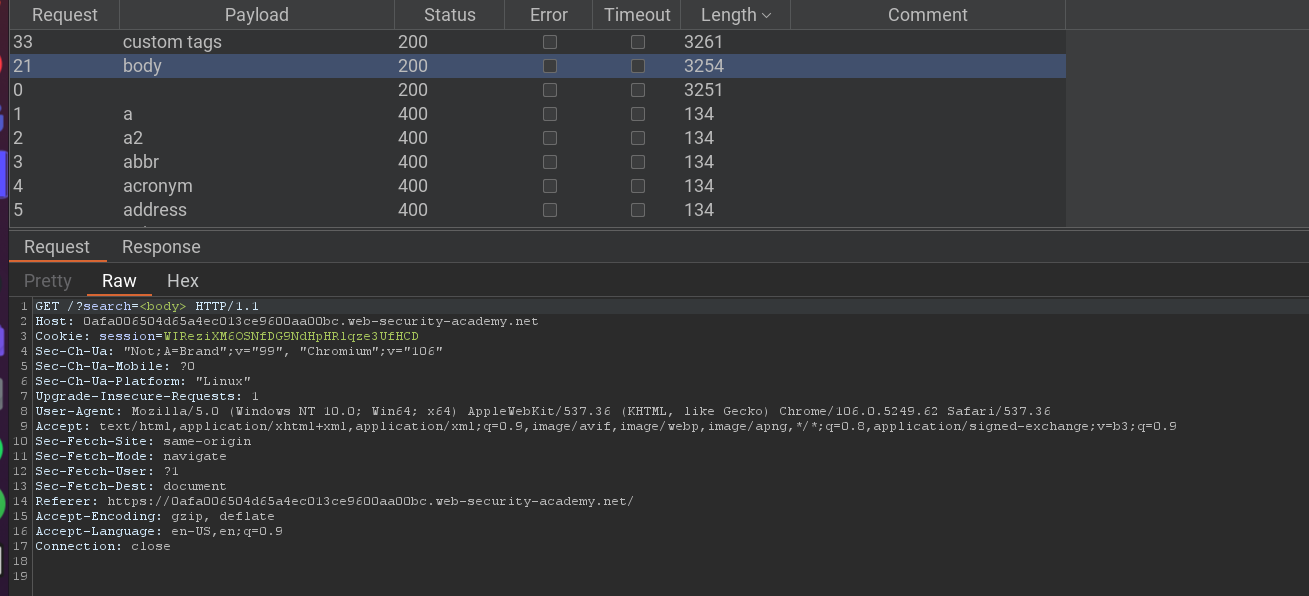 Request Payload Status Error Timeout Length Comment
33 custom tags 200 3261
21 body 200 3254
0 200 3251
1 a 400 134
2 a2 400 134
3 abbr 400 134
4 acronym 400 134
5 address 400 134
Request Response
Pretty Raw Hex
1 GET /?search=<body> HTTP/1.1
2 Host: 0afa006504d65a4ec013ce9600aa00bc.web-security-academy.net
3 Cookie: session=WIReziXM6OSNfDG9NdHpHRlqze3UfHCD
4 Sec-Ch-Ua: "Not;A=Brand";v="99", "Chromium";v="106"
5 Sec-Ch-Ua-Mobile: ?0
6 Sec-Ch-Ua-Platform: "Linux"
7 Upgrade-Insecure-Requests: 1
8 User-Agent: Mozilla/5.0 (Windows NT 10.0; Win64; x64) AppleWebKit/537.36 (KHTML, like Gecko) Chrome/106.0.5249.62 Safari/537.36
9 Accept: text/html,application/xhtml+xml,application/xml;q=0.9,image/avif,image/webp,image/apng,*/*;q=0.8,application/signed-exchange;v=b3;q=0.9
10 Sec-Fetch-Site: same-origin
11 Sec-Fetch-Mode: navigate
12 Sec-Fetch-User: ?1
13 Sec-Fetch-Dest: document
14 Referer: https://0afa006504d65a4ec013ce9600aa00bc.web-security-academy.net/
15 Accept-Encoding: gzip, deflate
16 Accept-Language: en-US,en;q=0.9
17 Connection: close
18
19